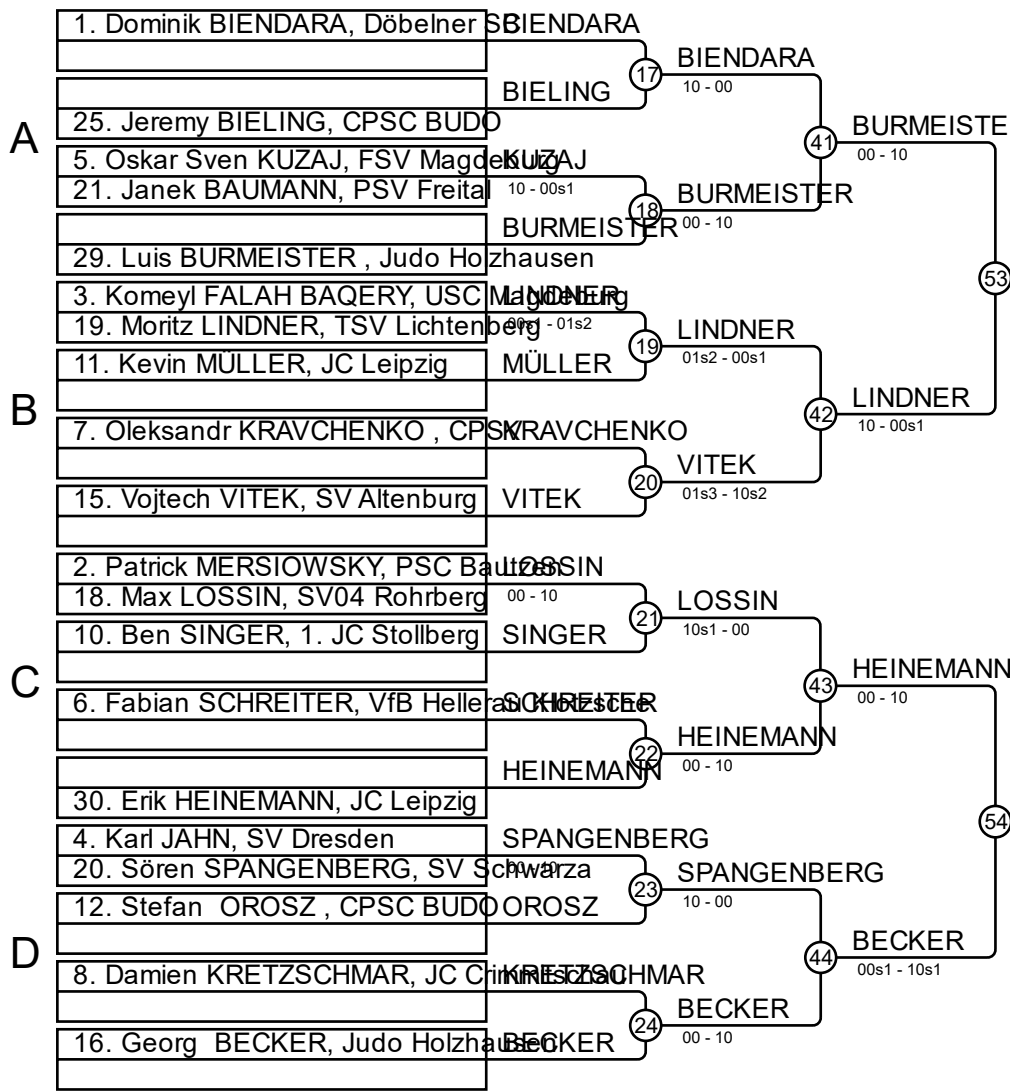 1. Dominik BIENDARA, Döbelner SC
BIENDARA
17
BIENDARA
10 - 00
BIELING
25. Jeremy BIELING, CPSC BUDO
A
41
BURMEISTE
00 - 10
5. Oskar Sven KUZAJ, FSV Magdeburg
KUZAJ
10 - 00s1
21. Janek BAUMANN, PSV Freital
18
BURMEISTER
00 - 10
BURMEISTER
29. Luis BURMEISTER , Judo Holzhausen
53
3. Komeyl FALAH BAQERY, USC Magdeburg
LINDNER
00s1 - 01s2
19. Moritz LINDNER, TSV Lichtenberg
19
LINDNER
01s2 - 00s1
11. Kevin MÜLLER, JC Leipzig
MÜLLER
B
42
LINDNER
10 - 00s1
7. Oleksandr KRAVCHENKO , CPSV
KRAVCHENKO
20
VITEK
01s3 - 10s2
15. Vojtech VITEK, SV Altenburg
VITEK
2. Patrick MERSIOWSKY, PSC Bautzen
LOSSIN
00 - 10
18. Max LOSSIN, SV04 Rohrberg
21
LOSSIN
10s1 - 00
10. Ben SINGER, 1. JC Stollberg
SINGER
C
43
HEINEMANN
00 - 10
6. Fabian SCHREITER, VfB Hellerau Klotzsche
SCHREITER
22
HEINEMANN
00 - 10
HEINEMANN
30. Erik HEINEMANN, JC Leipzig
54
4. Karl JAHN, SV Dresden
SPANGENBERG
00 - 10
20. Sören SPANGENBERG, SV Schwarza
23
SPANGENBERG
10 - 00
12. Stefan  OROSZ , CPSC BUDO
OROSZ
D
44
BECKER
00s1 - 10s1
8. Damien KRETZSCHMAR, JC Crimmitschau
KRETZSCHMAR
24
BECKER
00 - 10
16. Georg  BECKER, Judo Holzhausen
BECKER